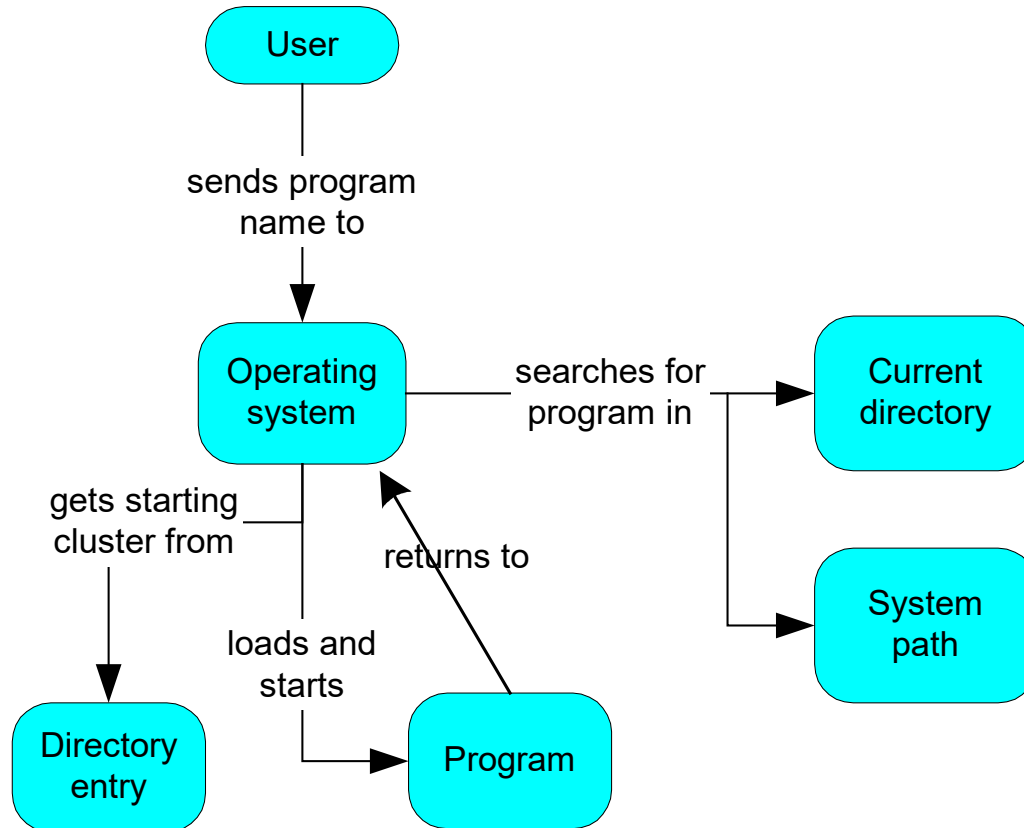 User
sends program
name to
Operating
system
searches for
program in
Current
directory
gets starting
cluster from
returns to
System
path
loads and
starts
Directory
entry
Program